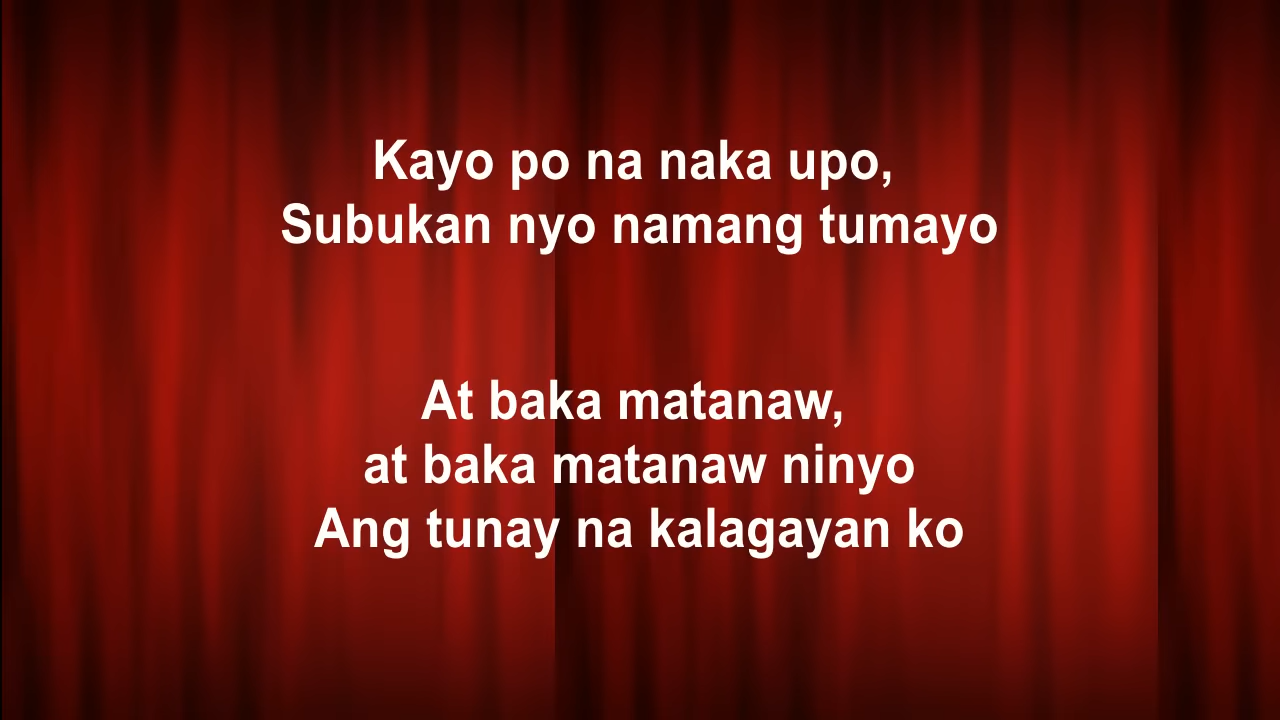 Kayo po na naka upo,
Subukan nyo namang tumayo
At baka matanaw,
at baka matanaw ninyo
Ang tunay na kalagayan ko